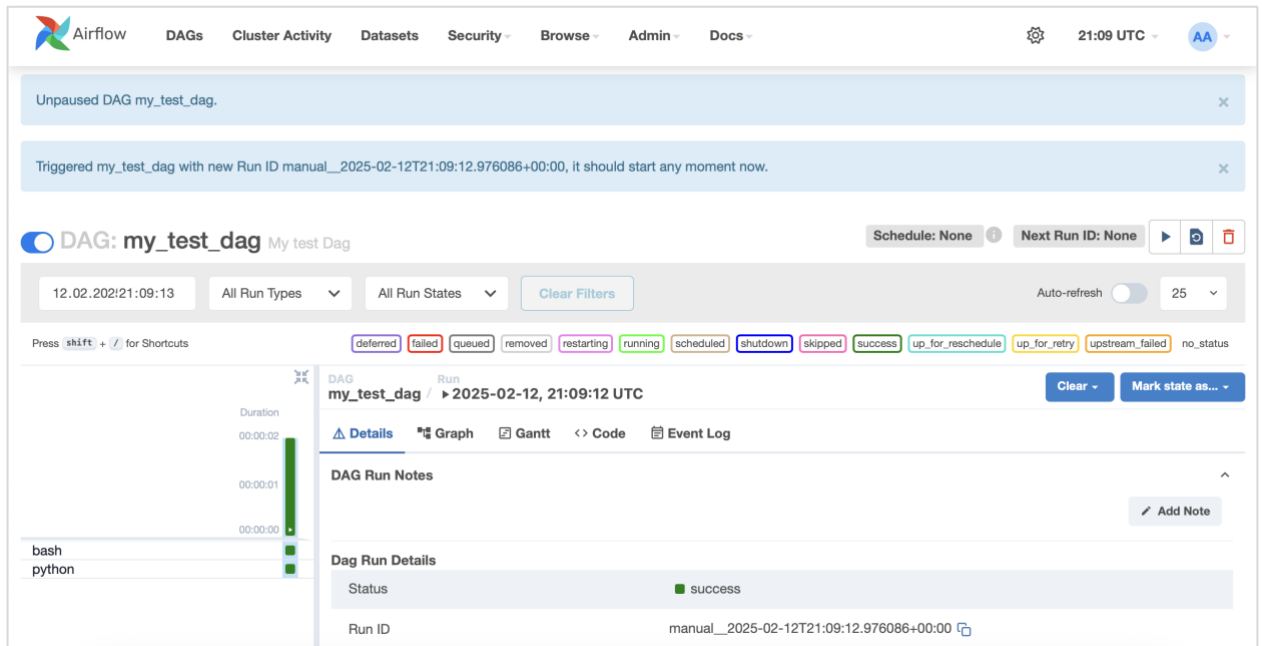 Airflow DAGs Cluster Activity Datasets Security Browse Admin Docs 21:09 UTC AA
Unpaused DAG my_test_dag.
Triggered my_test_dag with new Run ID manual__2025-02-12T21:09:12.976086+00:00, it should start any moment now.
DAG: my_test_dag My test Dag Schedule: None Next Run ID: None
12.02.202 21:09:13 All Run Types All Run States Clear Filters Auto-refresh 25
Press shift + / for Shortcuts deferred failed queued removed restarting running scheduled shutdown skipped success up_for_reschedule up_for_retry upstream_failed no_status
DAG Run
my_test_dag / 2025-02-12, 21:09:12 UTC Clear Mark state as...
Duration
00:00:02
00:00:01
00:00:00
bash
python
Details Graph Gantt Code Event Log
DAG Run Notes
Add Note
Dag Run Details
Status success
Run ID manual__2025-02-12T21:09:12.976086+00:00